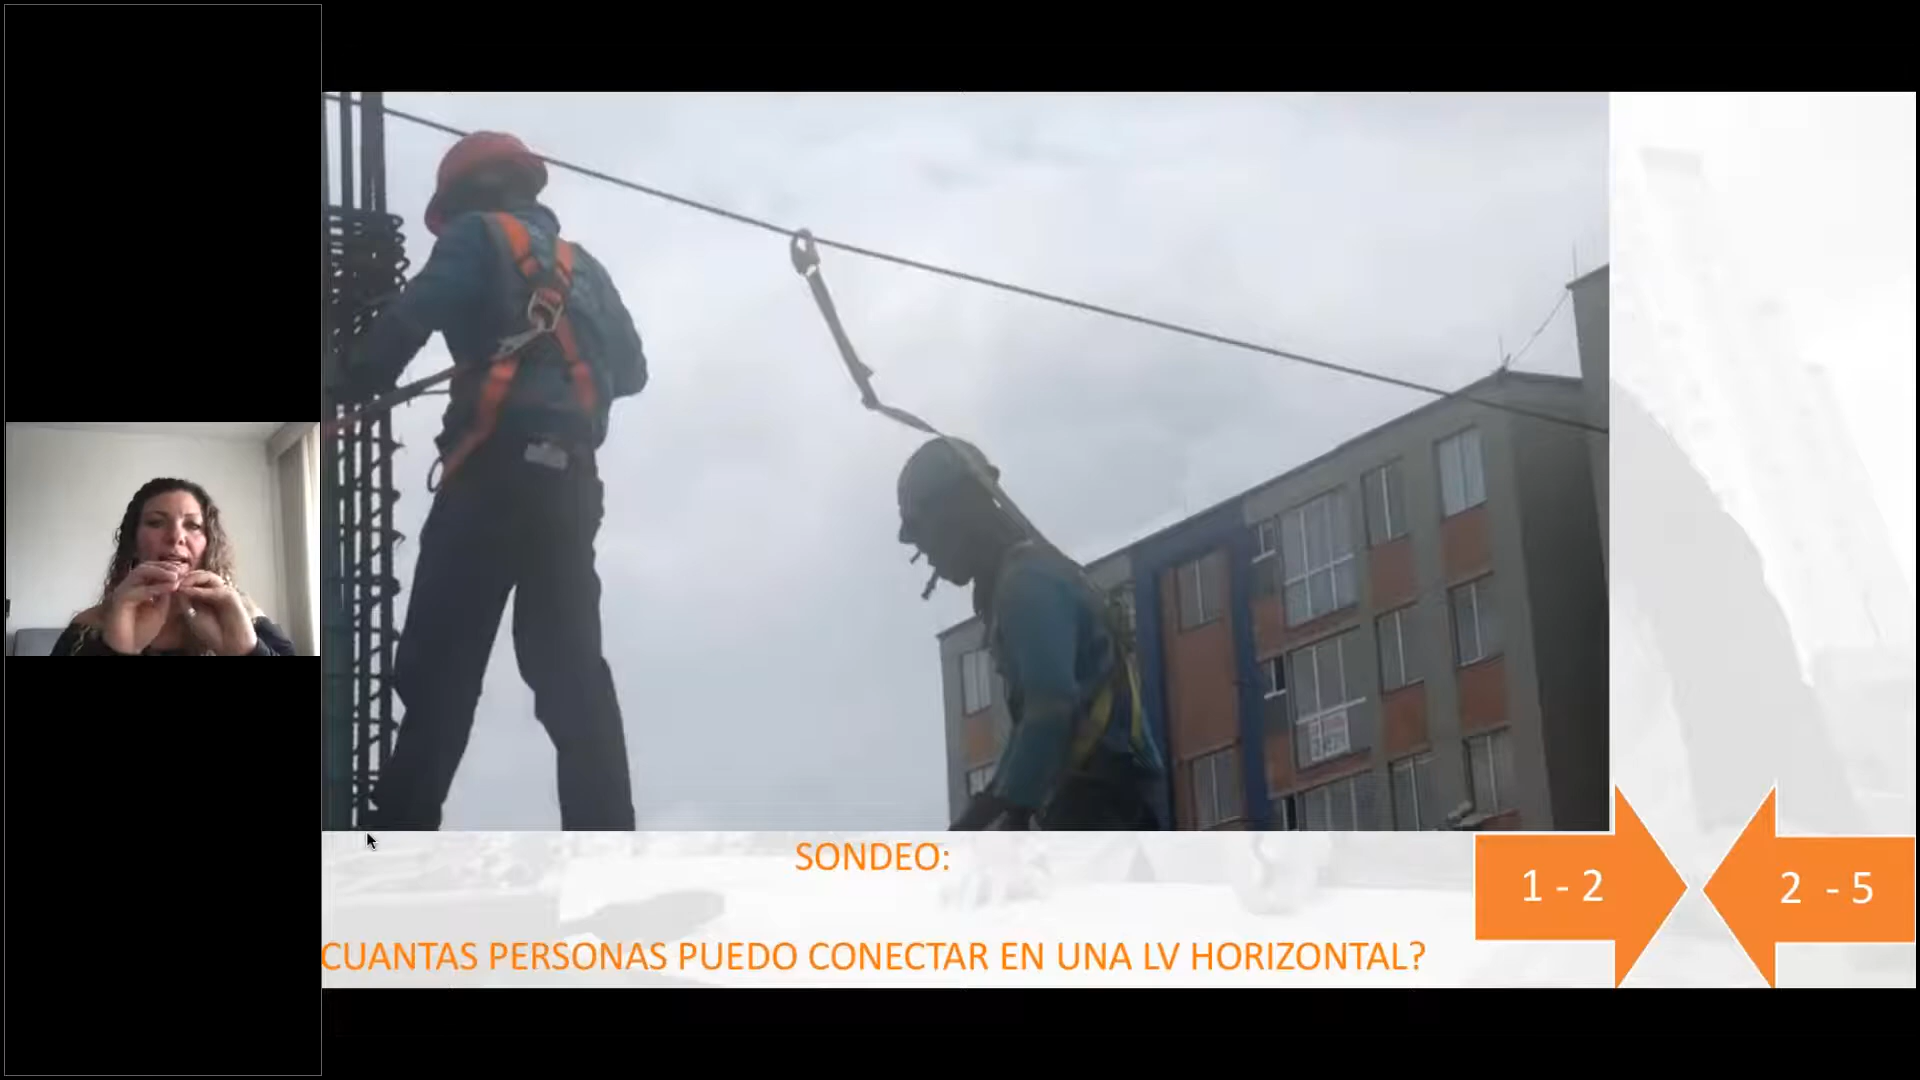 SONDEO:
CUANTAS PERSONAS PUEDO CONECTAR EN UNA LV HORIZONTAL?
1 - 2
2 - 5